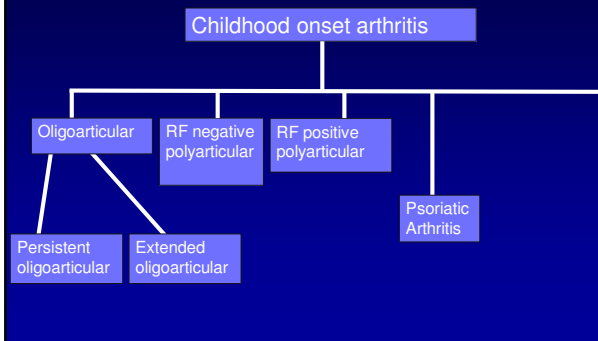 Childhood onset arthritis
Oligoarticular
RF negative
polyarticular
RF positive
polyarticular
Psoriatic
Arthritis
Persistent
oligoarticular
Extended
oligoarticular